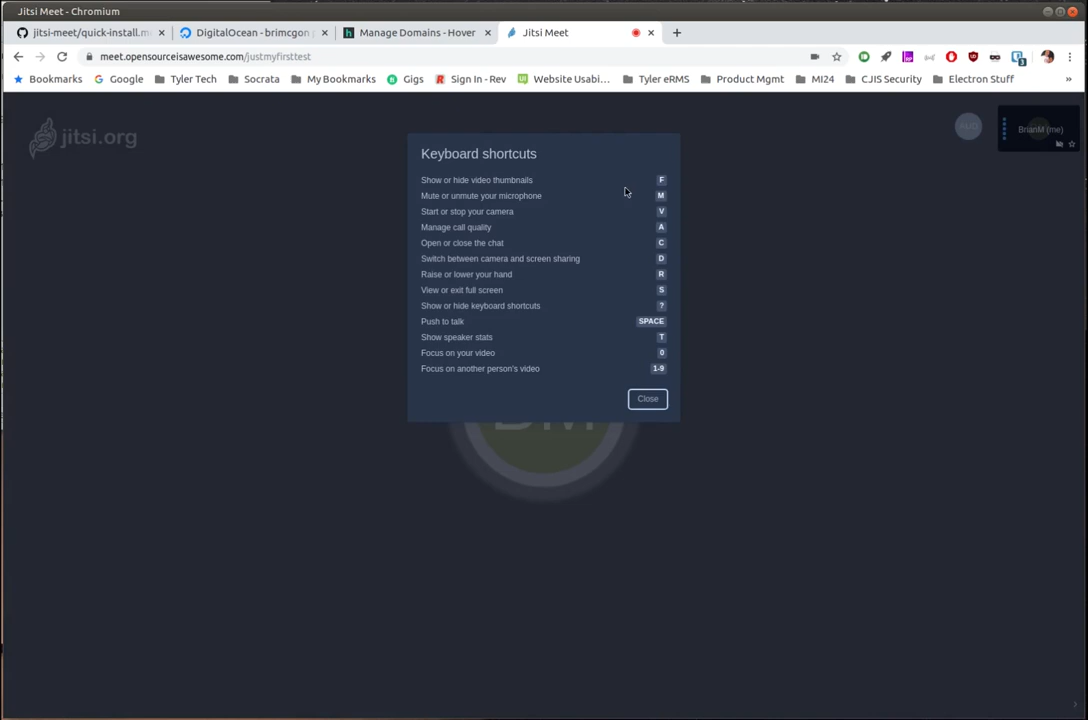 Jitsi Meet - Chromium
jitsi-meet/quick-install.m
DigitalOcean - brimcgon
Manage Domains - Hover
Jitsi Meet
meet.opensourceisawesome.com/justmyfirsttest
Bookmarks Google Tyler Tech Socrata My Bookmarks Gigs Sign In - Rev Website Usabi... Tyler eRMS Product Mgmt MI24 CJIS Security Electron Stuff »
jitsi.org
BrianM (me)
Keyboard shortcuts
Show or hide video thumbnails F
Mute or unmute your microphone M
Start or stop your camera V
Manage call quality A
Open or close the chat C
Switch between camera and screen sharing D
Raise or lower your hand R
View or exit full screen S
Show or hide keyboard shortcuts ?
Push to talk SPACE
Show speaker stats T
Focus on your video 0
Focus on another person's video 1-9
Close